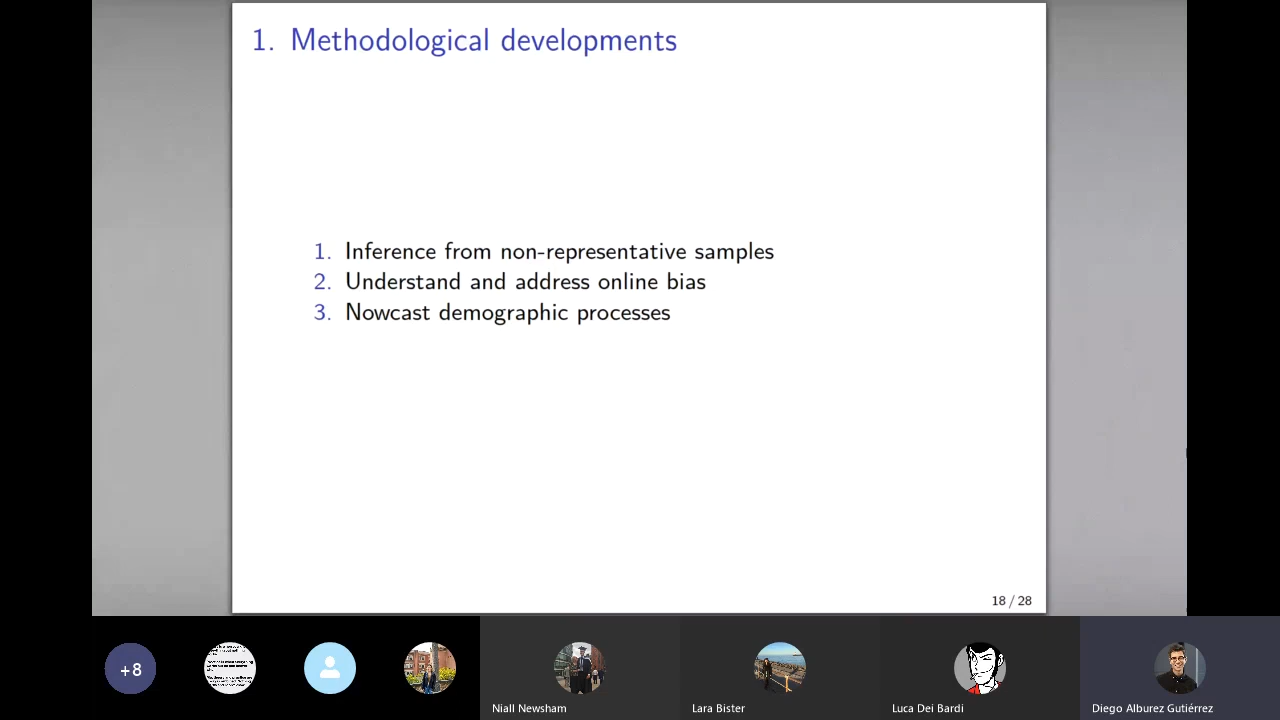 1. Methodological developments
1. Inference from non-representative samples
2. Understand and address online bias
3. Nowcast demographic processes
18 / 28
+8
Niall Newsham
Lara Bister
Luca Dei Bardi
Diego Alburez Gutiérrez